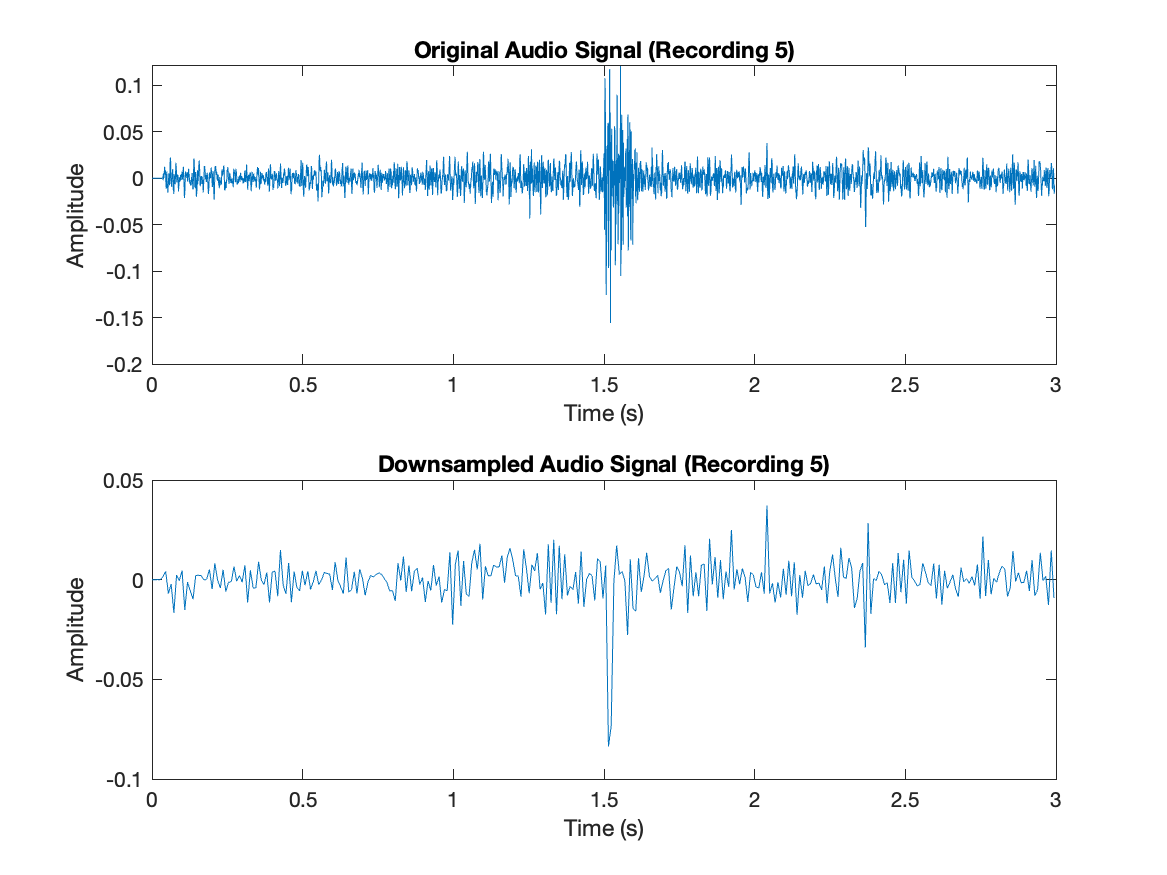 Original Audio Signal (Recording 5)
0.1
0.05
0
-0.05
-0.1
-0.15
-0.2
Amplitude
0 0.5 1 1.5 2 2.5 3
Time (s)
Downsampled Audio Signal (Recording 5)
0.05
0
-0.05
-0.1
Amplitude
0 0.5 1 1.5 2 2.5 3
Time (s)